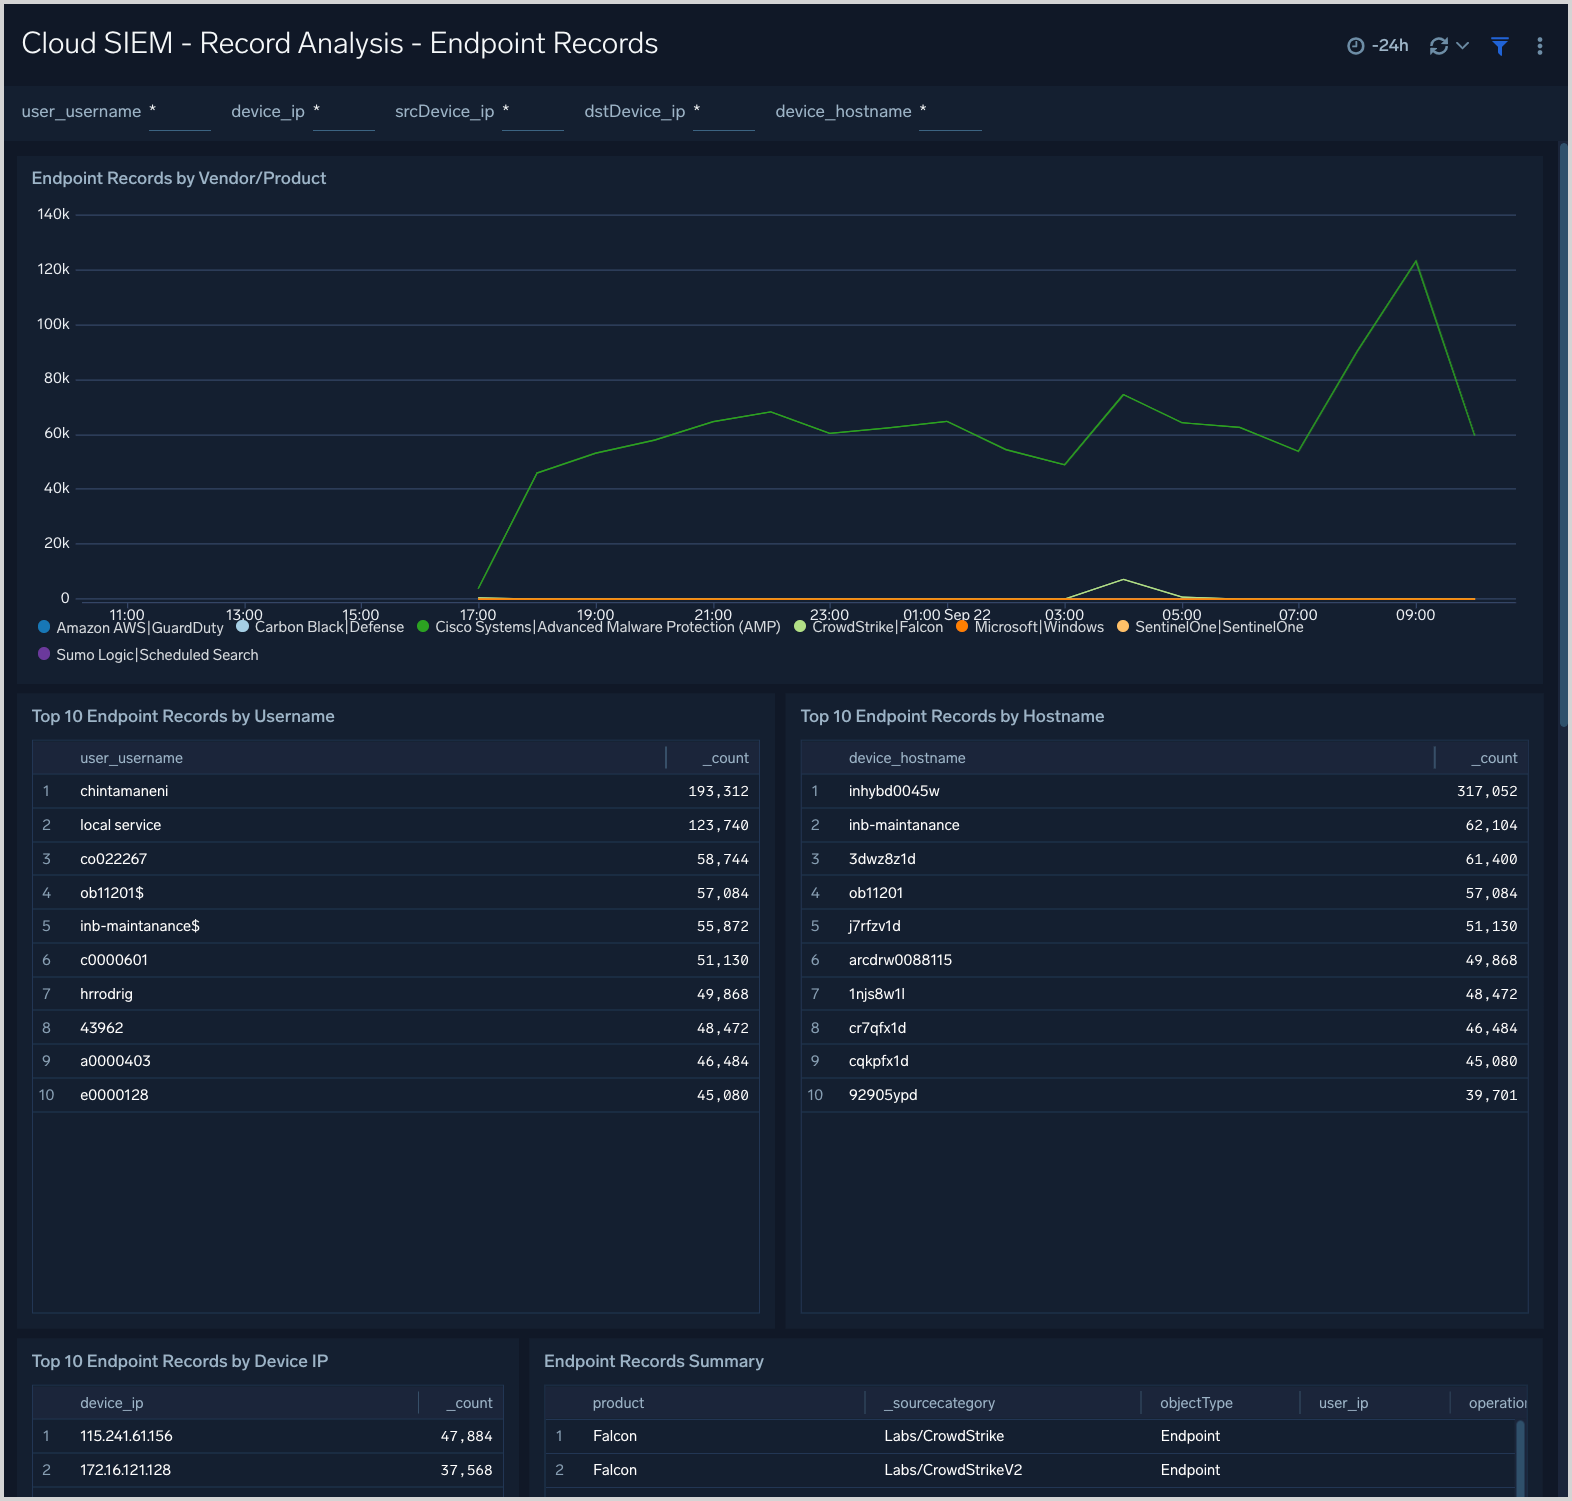 Cloud SIEM - Record Analysis - Endpoint Records
-24h
user_username * device_ip * srcDevice_ip * dstDevice_ip * device_hostname *
Endpoint Records by Vendor/Product
140k
120k
100k
80k
60k
40k
20k
0
11:00 13:00 15:00 17:00 19:00 21:00 23:00 01:00 Sep 22 03:00 05:00 07:00 09:00
Amazon AWS|GuardDuty Carbon Black|Defense Cisco Systems|Advanced Malware Protection (AMP) CrowdStrike|Falcon Microsoft|Windows SentinelOne|SentinelOne
Sumo Logic|Scheduled Search
Top 10 Endpoint Records by Username
user_username _count
1 chintamaneni 193,312
2 local service 123,740
3 co022267 58,744
4 ob11201$ 57,084
5 inb-maintanance$ 55,872
6 c0000601 51,130
7 hrrodrig 49,868
8 43962 48,472
9 a0000403 46,484
10 e0000128 45,080
Top 10 Endpoint Records by Hostname
device_hostname _count
1 inhybd0045w 317,052
2 inb-maintanance 62,104
3 3dwz8z1d 61,400
4 ob11201 57,084
5 j7rfzv1d 51,130
6 arcdrw0088115 49,868
7 1njs8w1l 48,472
8 cr7qfx1d 46,484
9 cqkpfx1d 45,080
10 92905ypd 39,701
Top 10 Endpoint Records by Device IP
device_ip _count
1 115.241.61.156 47,884
2 172.16.121.128 37,568
Endpoint Records Summary
product _sourcecategory objectType user_ip operation
1 Falcon Labs/CrowdStrike Endpoint
2 Falcon Labs/CrowdStrikeV2 Endpoint